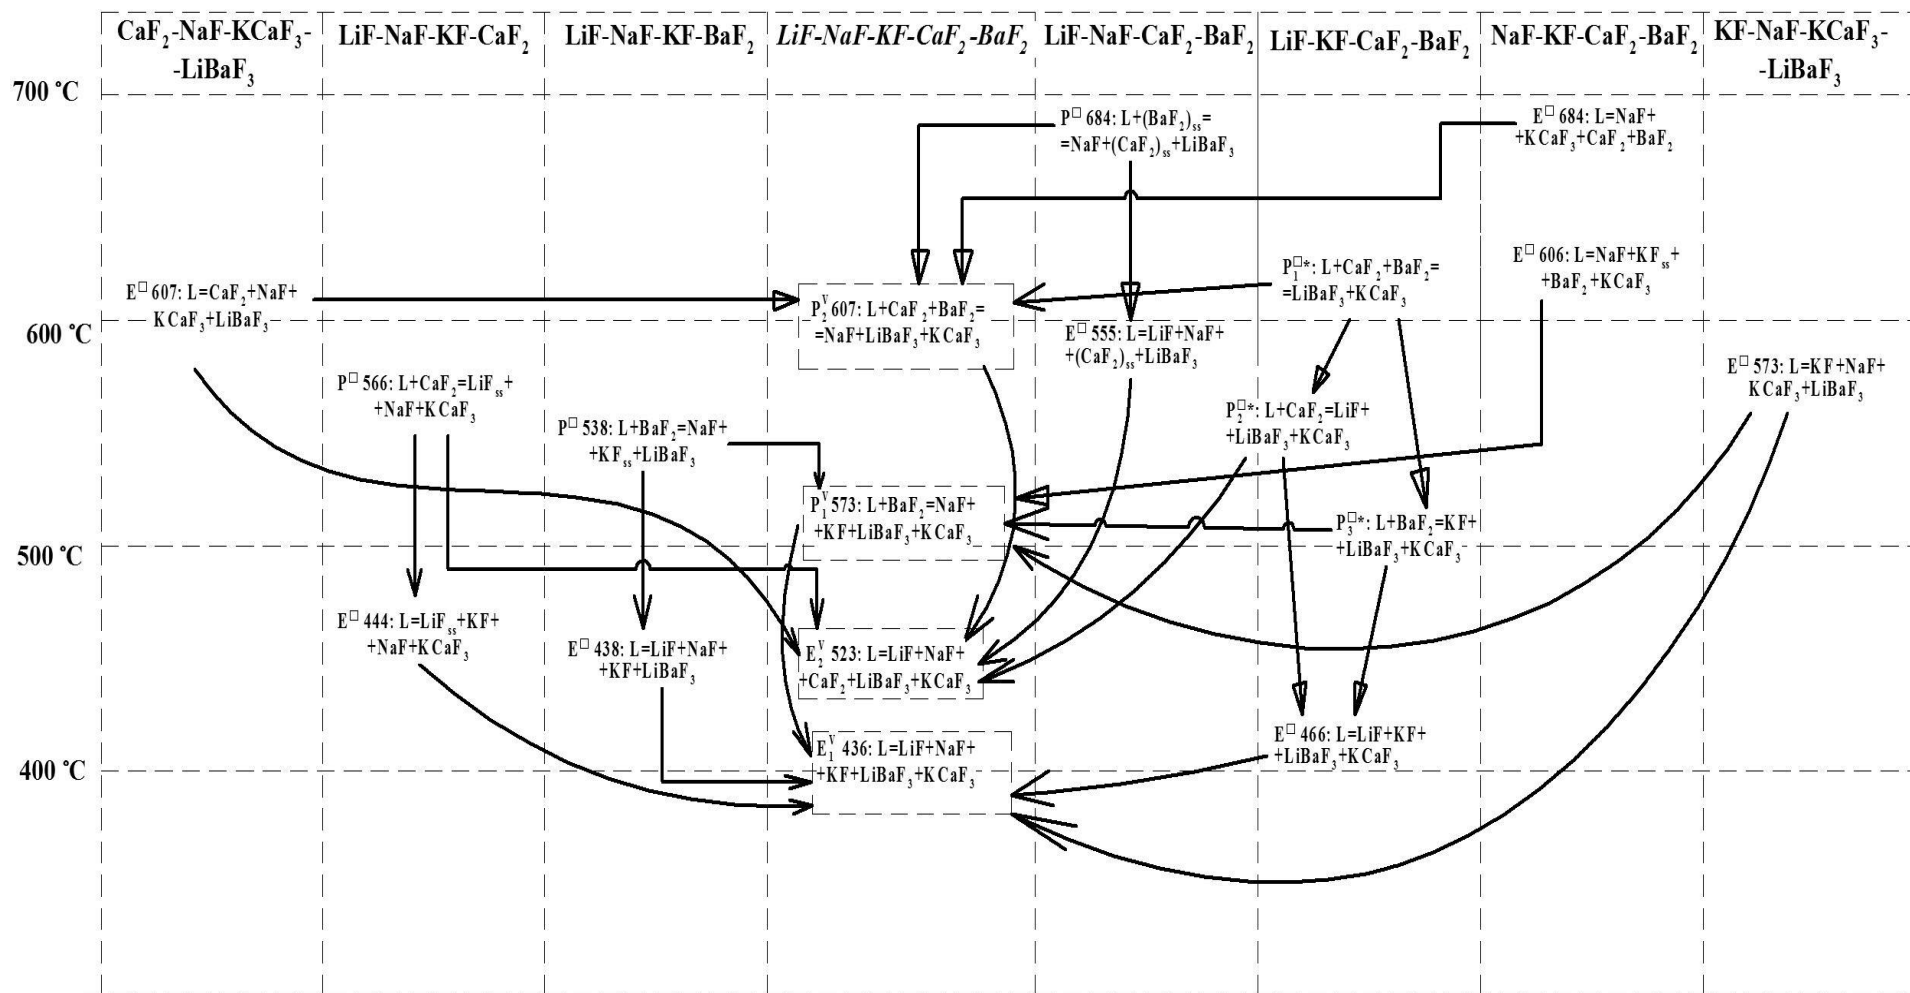 CaF₂-NaF-KCaF₃-
-LiBaF₃
LiF-NaF-KF-CaF₂
LiF-NaF-KF-BaF₂
LiF-NaF-KF-CaF₂-BaF₂
LiF-NaF-CaF₂-BaF₂
LiF-KF-CaF₂-BaF₂
NaF-KF-CaF₂-BaF₂
KF-NaF-KCaF₃-
-LiBaF₃
700 °C
P□ 684: L+(BaF₂)ss=
=NaF+(CaF₂)ss+LiBaF₃
E□ 684: L=NaF+
+KCaF₃+CaF₂+BaF₂
E□ 607: L=CaF₂+NaF+
KCaF₃+LiBaF₃
P₂ⱽ 607: L+CaF₂+BaF₂=
=NaF+LiBaF₃+KCaF₃
P₁□*: L+CaF₂+BaF₂=
=LiBaF₃+KCaF₃
E□ 606: L=NaF+KFss+
+BaF₂+KCaF₃
600 °C
E□ 555: L=LiF+NaF+
+(CaF₂)ss+LiBaF₃
P□ 566: L+CaF₂=LiFss+
+NaF+KCaF₃
E□ 573: L=KF+NaF+
KCaF₃+LiBaF₃
P□ 538: L+BaF₂=NaF+
+KFss+LiBaF₃
P₂□*: L+CaF₂=LiF+
+LiBaF₃+KCaF₃
P₁ⱽ 573: L+BaF₂=NaF+
+KF+LiBaF₃+KCaF₃
P₃□*: L+BaF₂=KF+
+LiBaF₃+KCaF₃
500 °C
E□ 444: L=LiFss+KF+
+NaF+KCaF₃
E□ 438: L=LiF+NaF+
+KF+LiBaF₃
E₂ⱽ 523: L=LiF+NaF+
+CaF₂+LiBaF₃+KCaF₃
E₁ⱽ 436: L=LiF+NaF+
+KF+LiBaF₃+KCaF₃
E□ 466: L=LiF+KF+
+LiBaF₃+KCaF₃
400 °C